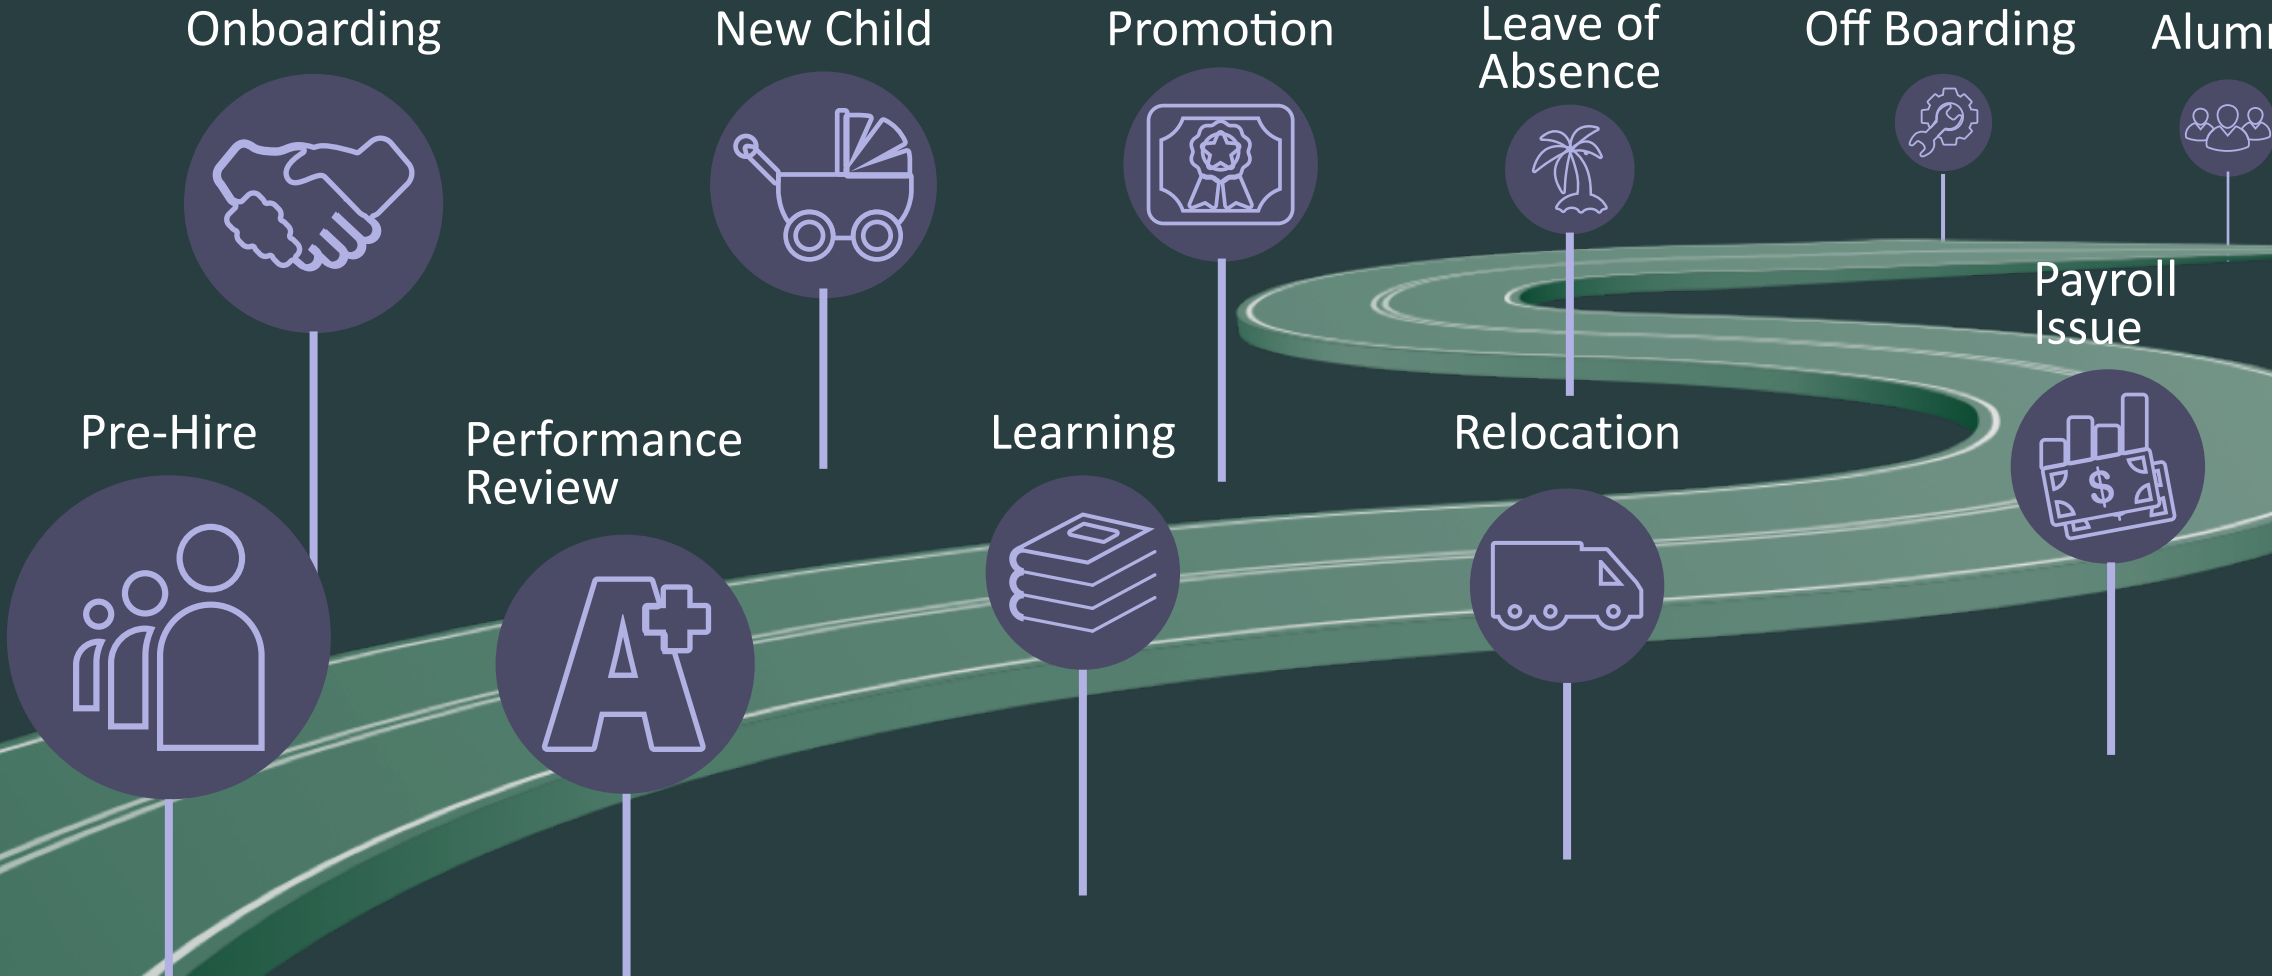 Onboarding
New Child
Promotion
Leave of
Absence
Off Boarding
Payroll
Issue
Pre-Hire
Performance
Review
Learning
Relocation
A+
$